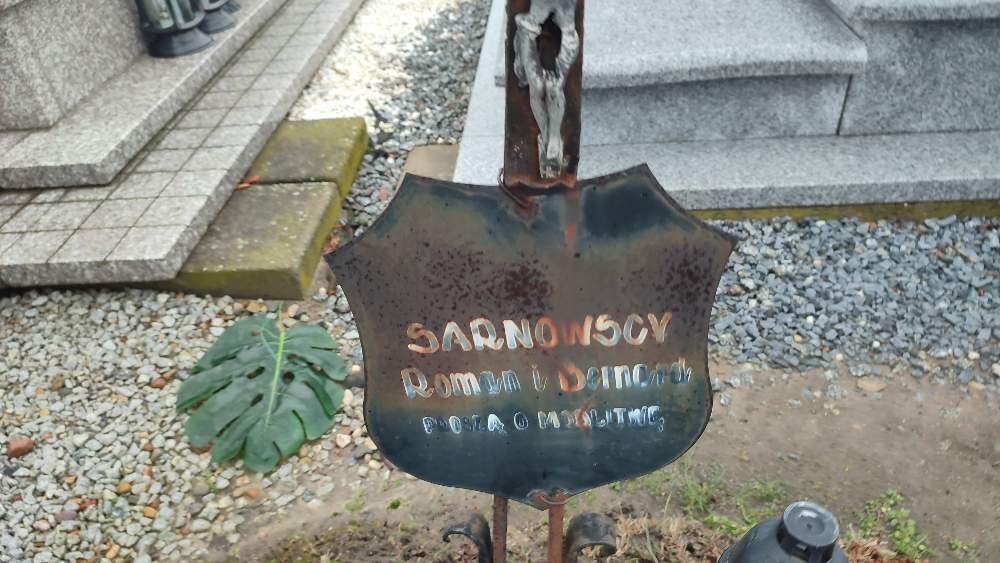 SARNOWSCY
Roman i Bernard
PROSZĄ O MODLITWĘ